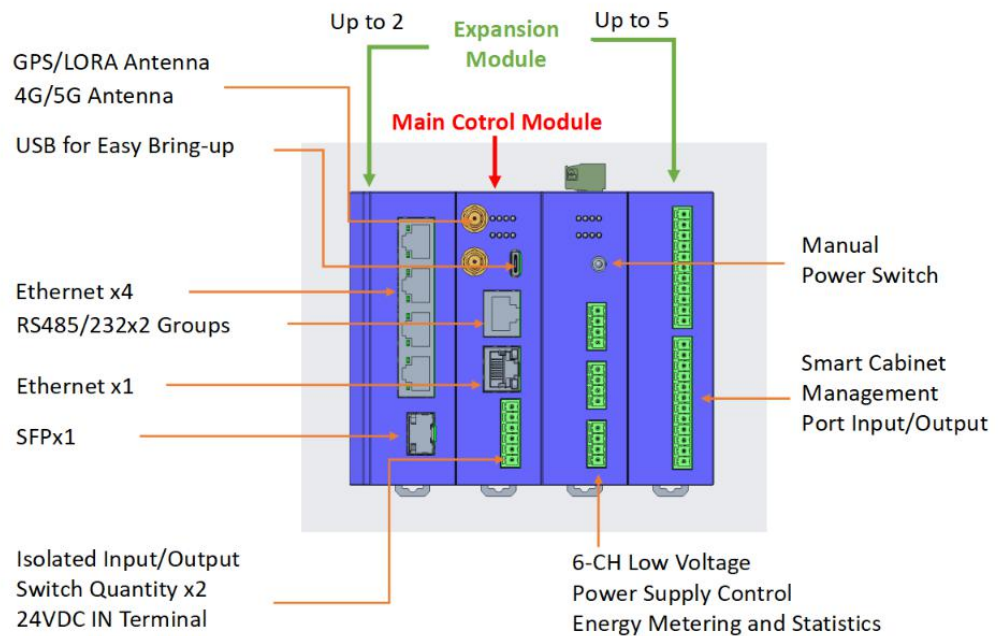 Up to 2
Expansion
Module
Up to 5
GPS/LORA Antenna
4G/5G Antenna
Main Cotrol Module
USB for Easy Bring-up
Manual
Power Switch
Ethernet x4
RS485/232x2 Groups
Ethernet x1
Smart Cabinet
Management
Port Input/Output
SFPx1
Isolated Input/Output
Switch Quantity x2
24VDC IN Terminal
6-CH Low Voltage
Power Supply Control
Energy Metering and Statistics